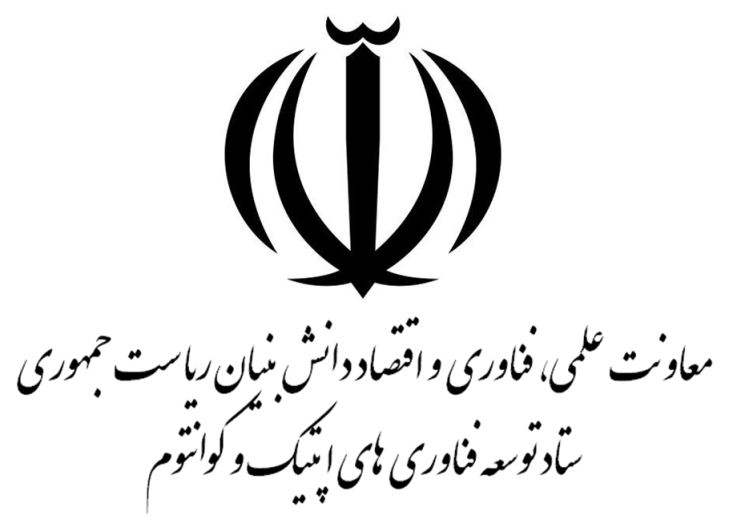 معاونت علمی، فناوری و اقتصاد دانش بنیان ریاست جمهوری
ستاد توسعه فناوری های اپتیک و کوانتوم